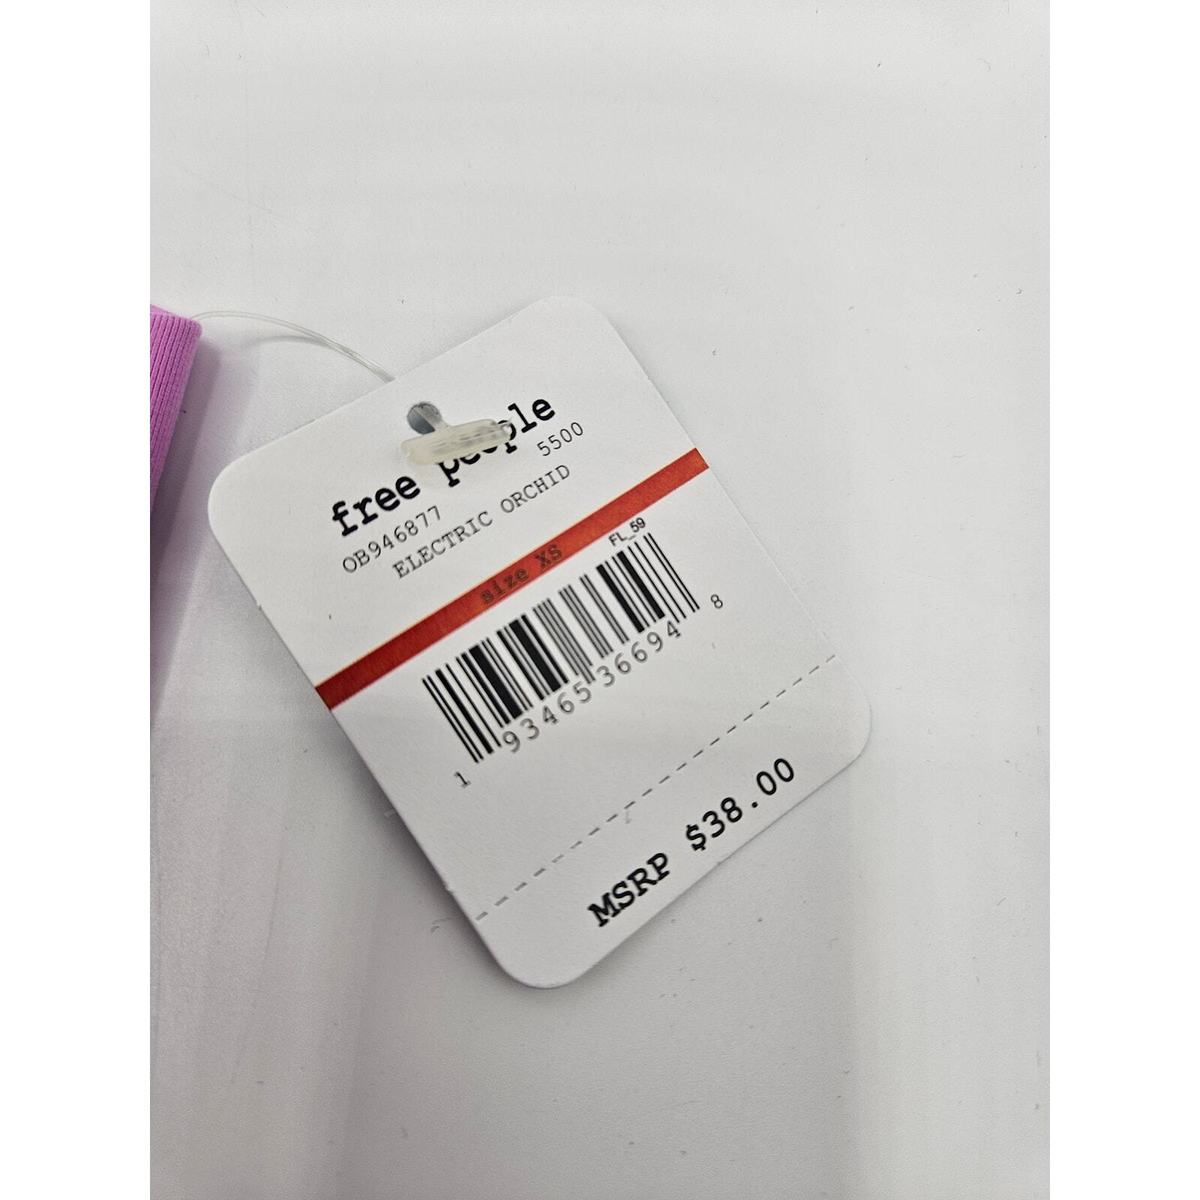 free people
OB946877 5500
ELECTRIC ORCHID
size XS
FL_59
1 93465 36694 8
MSRP $38.00